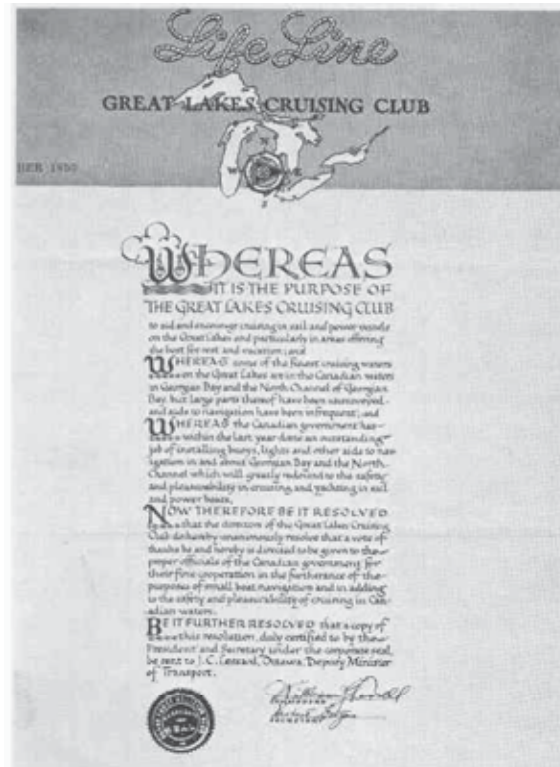 Life Line
GREAT LAKES CRUISING CLUB
N
W E
S
BER 1950
WHEREAS
IT IS THE PURPOSE OF
THE GREAT LAKES CRUISING CLUB
to aid and encourage cruising in sail and power vessels
on the Great Lakes and particularly in areas offering
the best for rest and vacation; and
WHEREAS some of the finest cruising waters
on the Great Lakes are in the Canadian waters
in Georgian Bay and the North Channel of Georgian
Bay, but large parts thereof have been unsurveyed
and aids to navigation have been infrequent; and
WHEREAS the Canadian government has
within the last year done an outstanding
job of installing buoys, lights and other aids to nav
igation in and about Georgian Bay and the North
Channel which will greatly redound to the safety
and pleasurability in cruising and yachting in sail
and power boats,
NOW THEREFORE BE IT RESOLVED
that the directors of the Great Lakes Cruising
Club do hereby unanimously resolve that a vote of
thanks be and hereby is directed to be given to the
proper officials of the Canadian government for
their fine cooperation in the furtherance of the
purposes of small boat navigation and in adding
to the safety and pleasurability of cruising in Can
adian waters.
BE IT FURTHER RESOLVED that a copy of
this resolution, duly certified to by the
President and Secretary under the corporate seal
be sent to J. C. Lessard, Ottawa, Deputy Minister
of Transport.
PRESIDENT
SECRETARY